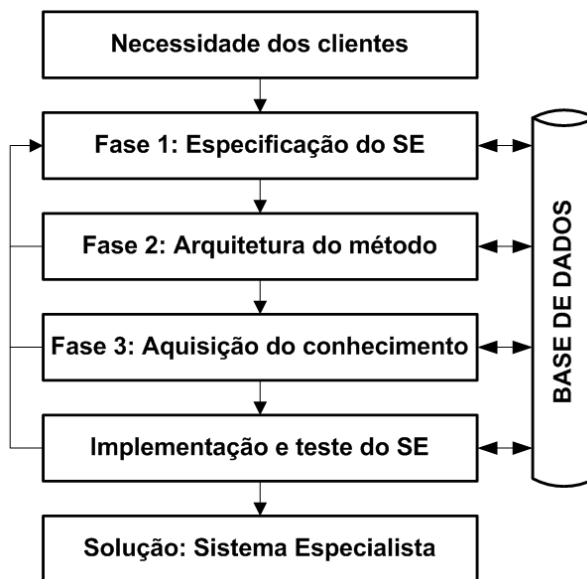 Necessidade dos clientes
Fase 1: Especificação do SE
Fase 2: Arquitetura do método
Fase 3: Aquisição do conhecimento
Implementação e teste do SE
Solução: Sistema Especialista
BASE DE DADOS